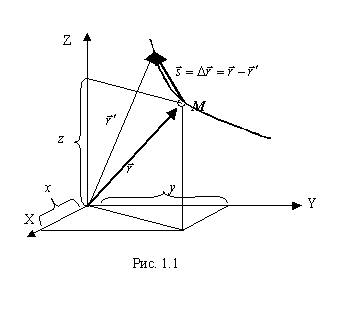 Z
s⃗ = Δr⃗ = r⃗ − r⃗'
M
r⃗'
z
r⃗
x
y
X
Y
Рис. 1.1